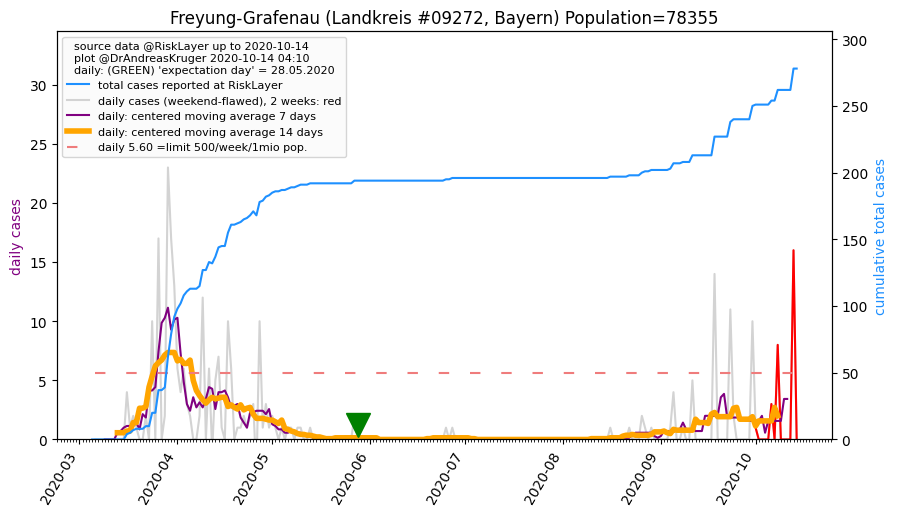 Freyung-Grafenau (Landkreis #09272, Bayern) Population=78355
source data @RiskLayer up to 2020-10-14
plot @DrAndreasKruger 2020-10-14 04:10
daily: (GREEN) 'expectation day' = 28.05.2020
total cases reported at RiskLayer
daily cases (weekend-flawed), 2 weeks: red
daily: centered moving average 7 days
daily: centered moving average 14 days
daily 5.60 =limit 500/week/1mio pop.
daily cases
30
25
20
15
10
5
0
cumulative total cases
300
250
200
150
100
50
0
2020-03
2020-04
2020-05
2020-06
2020-07
2020-08
2020-09
2020-10